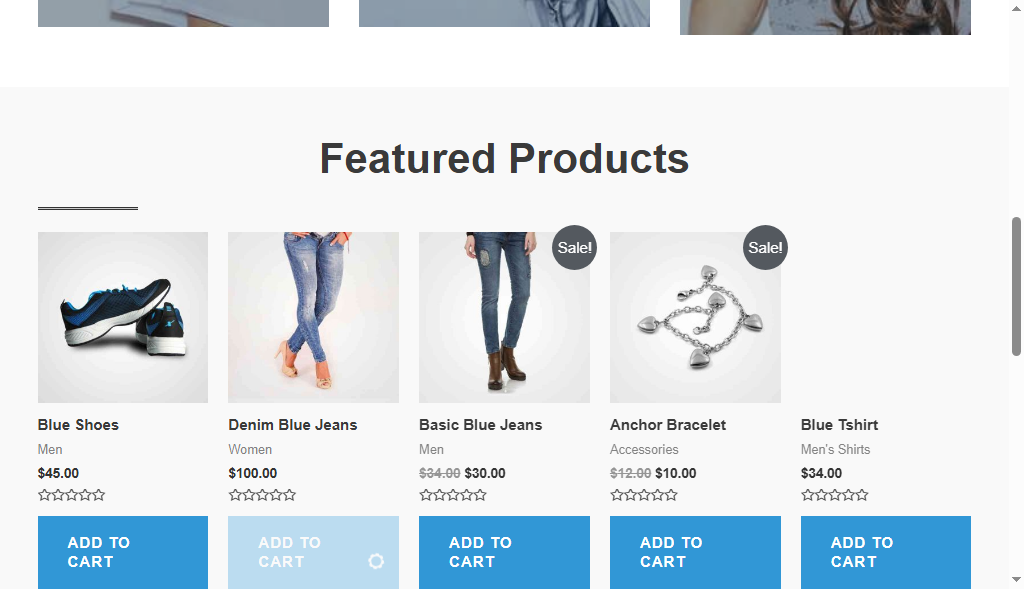 Featured Products
Sale!
Sale!
Blue Shoes
Men
$45.00
ADD TO
CART
Denim Blue Jeans
Women
$100.00
ADD TO
CART
Basic Blue Jeans
Men
$34.00 $30.00
ADD TO
CART
Anchor Bracelet
Accessories
$12.00 $10.00
ADD TO
CART
Blue Tshirt
Men's Shirts
$34.00
ADD TO
CART